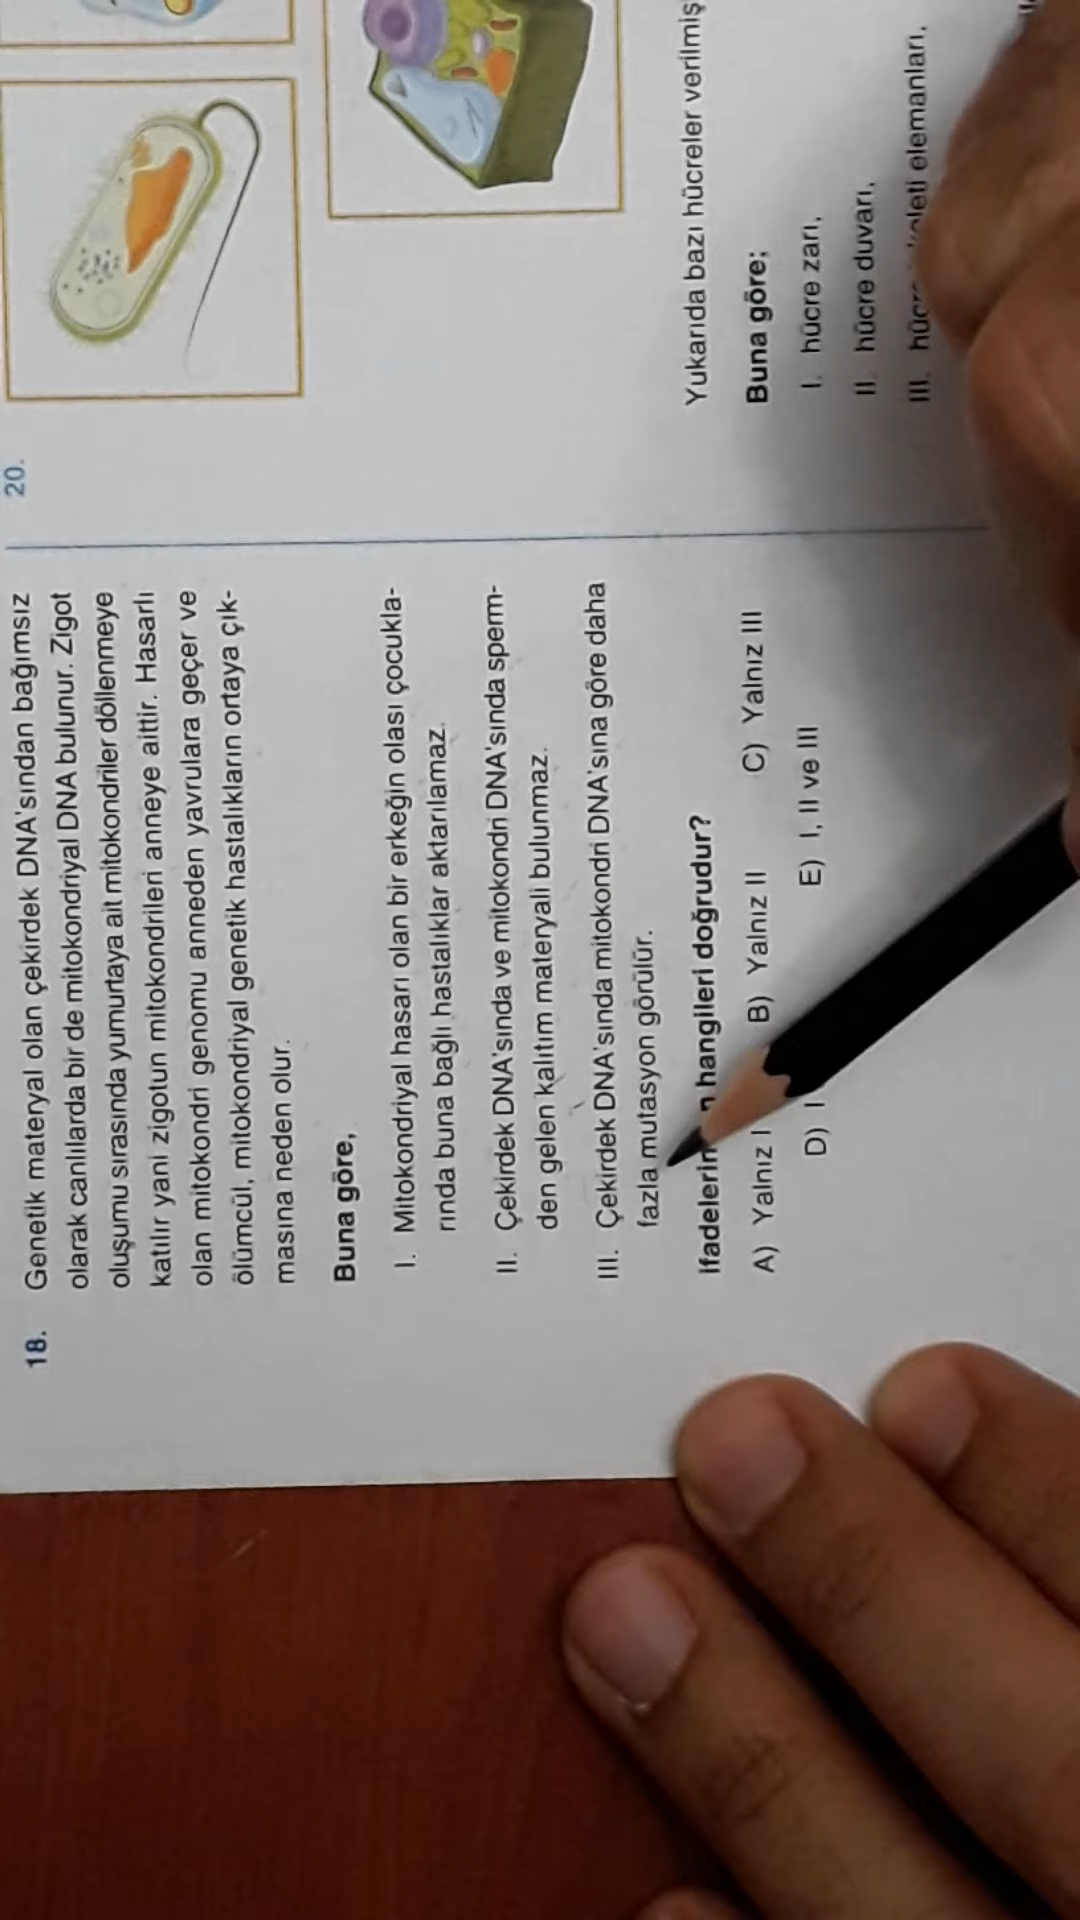 18. Genetik materyal olan çekirdek DNA'sından bağımsız
olarak canlılarda bir de mitokondriyal DNA bulunur. Zigot
oluşumu sırasında yumurtaya ait mitokondriler döllenmeye
katılır yani zigotun mitokondrileri anneye aittir. Hasarlı
olan mitokondri genomu anneden yavrulara geçer ve
ölümcül, mitokondriyal genetik hastalıkların ortaya çık-
masına neden olur.
Buna göre,
I. Mitokondriyal hasarı olan bir erkeğin olası çocukla-
rında buna bağlı hastalıklar aktarılamaz.
II. Çekirdek DNA'sında ve mitokondri DNA'sında sperm-
den gelen kalıtım materyali bulunmaz.
III. Çekirdek DNA'sında mitokondri DNA'sına göre daha
fazla mutasyon görülür.
hangileri doğrudur?
A) Yalnız I B) Yalnız II C) Yalnız III
D) I E) I, II ve III
20.
Yukarıda bazı hücreler verilmiş
Buna göre;
I. hücre zarı,
II. hücre duvarı,
III. elemanları,